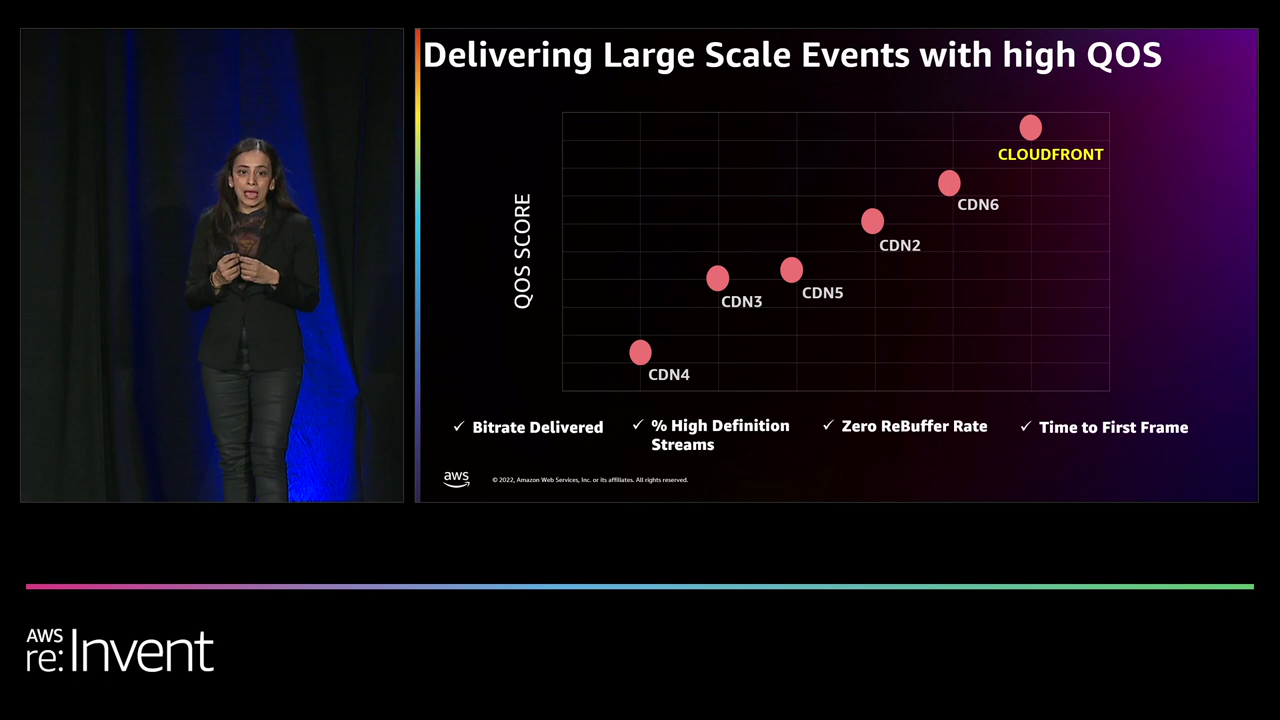 Delivering Large Scale Events with high QOS
QOS SCORE
CLOUDFRONT
CDN6
CDN2
CDN5
CDN3
CDN4
✓ Bitrate Delivered
✓ % High Definition
Streams
✓ Zero ReBuffer Rate
✓ Time to First Frame
aws
© 2022, Amazon Web Services, Inc. or its affiliates. All rights reserved.
AWS
re:Invent